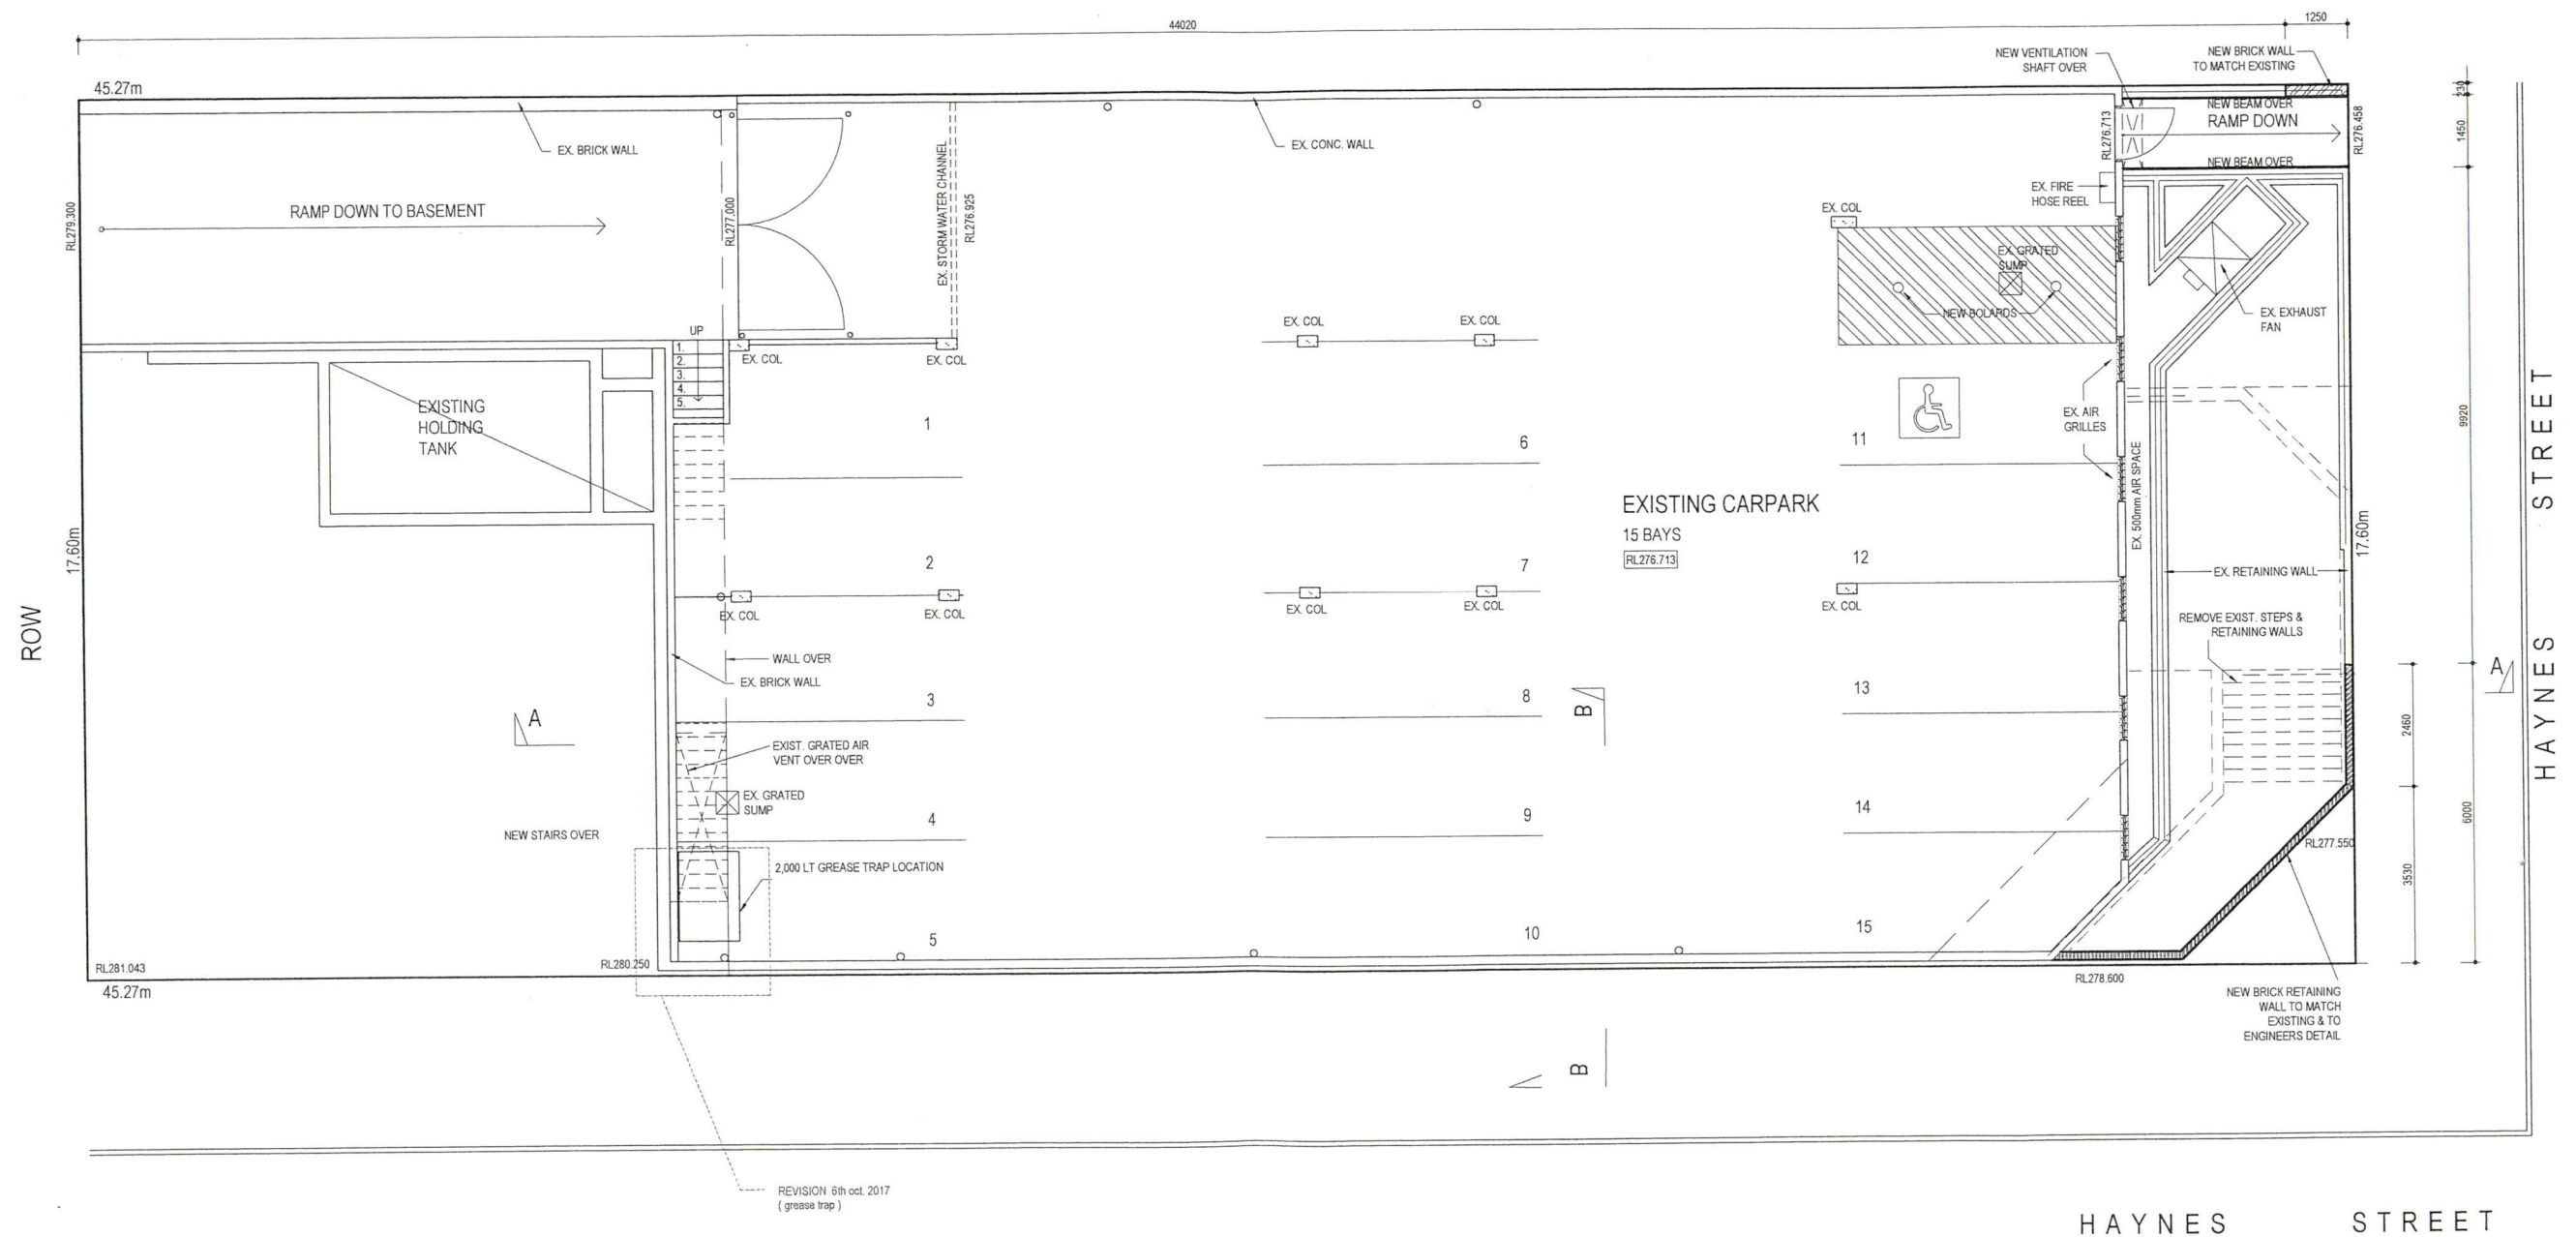 44020
1250
NEW VENTILATION
SHAFT OVER
NEW BRICK WALL
TO MATCH EXISTING
45.27m
230
NEW BEAM OVER
RAMP DOWN
NEW BEAM OVER
RL276.713
RL276.458
1450
EX. BRICK WALL
EX. CONC. WALL
EX. STORM WATER CHANNEL
RL276.925
EX. FIRE
HOSE REEL
RL279.300
RAMP DOWN TO BASEMENT
RL277.000
EX. COL
EX. GRATED
SUMP
NEW BOLARDS
EX. EXHAUST
FAN
UP
1.
2.
3.
4.
5.
EX. COL
EX. COL
EX. COL
EX. COL
EXISTING
HOLDING
TANK
1
6
11
EX. AIR
GRILLES
9920
EX. 500mm AIR SPACE
EXISTING CARPARK
15 BAYS
RL276.713
17.60m
17.60m
2
7
12
EX. RETAINING WALL
EX. COL
EX. COL
EX. COL
EX. COL
EX. COL
REMOVE EXIST. STEPS &
RETAINING WALLS
ROW
WALL OVER
EX. BRICK WALL
A
A
3
8
13
B
2460
EXIST. GRATED AIR
VENT OVER OVER
EX. GRATED
SUMP
4
9
14
6000
NEW STAIRS OVER
RL277.550
2,000 LT GREASE TRAP LOCATION
3530
5
10
15
RL281.043
RL280.250
45.27m
RL278.600
NEW BRICK RETAINING
WALL TO MATCH
EXISTING & TO
ENGINEERS DETAIL
B
REVISION 6th oct. 2017
( grease trap )
HAYNES STREET
HAYNES STREET